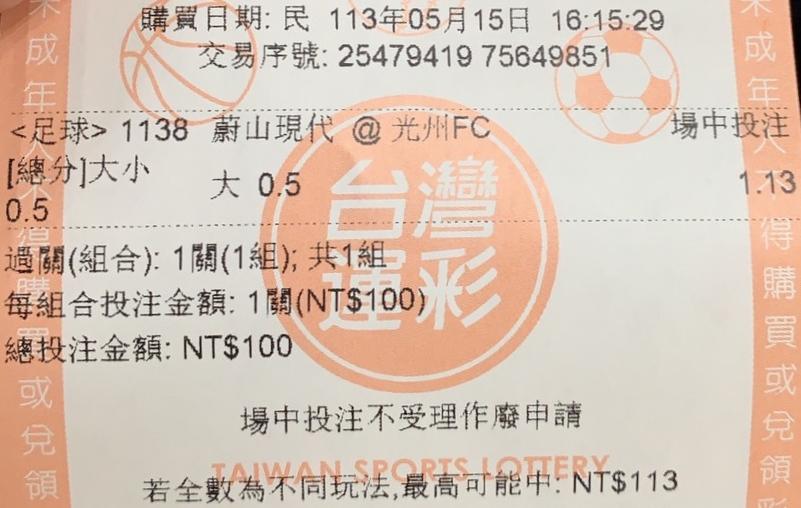 購買日期: 民 113年05月15日 16:15:29
交易序號: 25479419 75649851
<足球> 1138 蔚山現代 @ 光州FC 場中投注
[總分]大小
0.5
大 0.5 1.13
過關(組合): 1關(1組); 共1組
每組合投注金額: 1關(NT$100)
總投注金額: NT$100
場中投注不受理作廢申請
若全數為不同玩法,最高可能中: NT$113
台灣
運彩
TAIWAN SPORTS LOTTERY
未成年人不得購買或兌領
未成年人不得購買或兌領